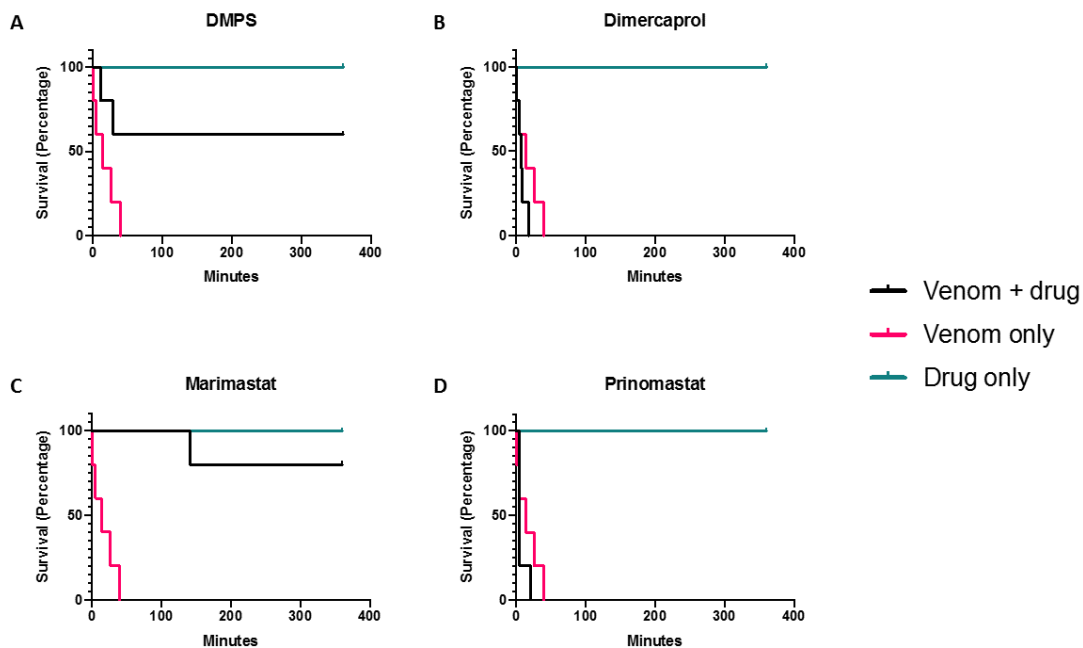 A
DMPS
Survival (Percentage)
100
50
0
0 100 200 300 400
Minutes
B
Dimercaprol
Survival (Percentage)
100
50
0
0 100 200 300 400
Minutes
Venom + drug
Venom only
Drug only
C
Marimastat
Survival (Percentage)
100
50
0
0 100 200 300 400
Minutes
D
Prinomastat
Survival (Percentage)
100
50
0
0 100 200 300 400
Minutes